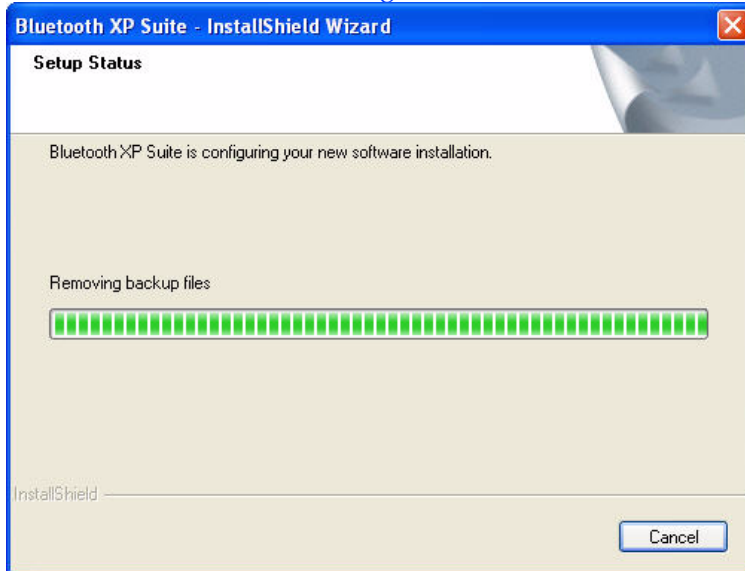 Bluetooth XP Suite - InstallShield Wizard
Setup Status
Bluetooth XP Suite is configuring your new software installation.
Removing backup files
InstallShield
Cancel